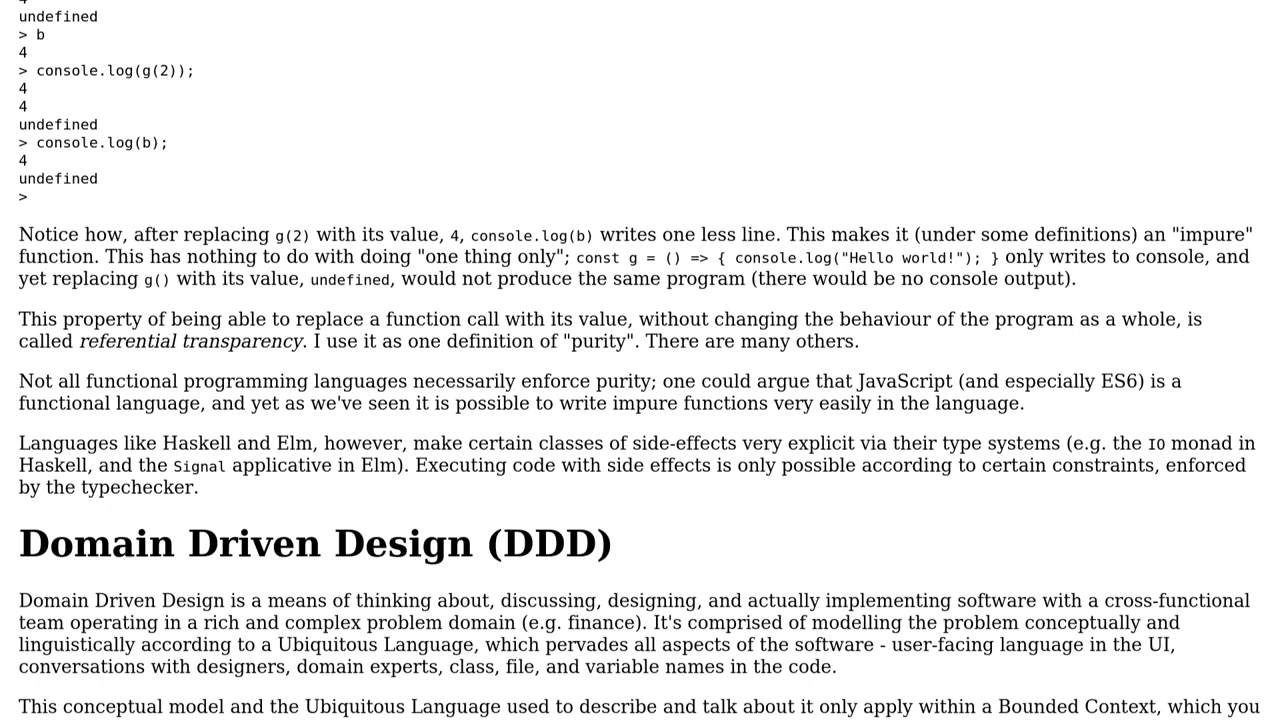 4
undefined
> b
4
> console.log(g(2));
4
4
undefined
> console.log(b);
4
undefined
>
Notice how, after replacing g(2) with its value, 4, console.log(b) writes one less line. This makes it (under some definitions) an "impure"
function. This has nothing to do with doing "one thing only"; const g = () => { console.log("Hello world!"); } only writes to console, and
yet replacing g() with its value, undefined, would not produce the same program (there would be no console output).
This property of being able to replace a function call with its value, without changing the behaviour of the program as a whole, is
called referential transparency. I use it as one definition of "purity". There are many others.
Not all functional programming languages necessarily enforce purity; one could argue that JavaScript (and especially ES6) is a
functional language, and yet as we've seen it is possible to write impure functions very easily in the language.
Languages like Haskell and Elm, however, make certain classes of side-effects very explicit via their type systems (e.g. the IO monad in
Haskell, and the Signal applicative in Elm). Executing code with side effects is only possible according to certain constraints, enforced
by the typechecker.
Domain Driven Design (DDD)
Domain Driven Design is a means of thinking about, discussing, designing, and actually implementing software with a cross-functional
team operating in a rich and complex problem domain (e.g. finance). It's comprised of modelling the problem conceptually and
linguistically according to a Ubiquitous Language, which pervades all aspects of the software - user-facing language in the UI,
conversations with designers, domain experts, class, file, and variable names in the code.
This conceptual model and the Ubiquitous Language used to describe and talk about it only apply within a Bounded Context, which you